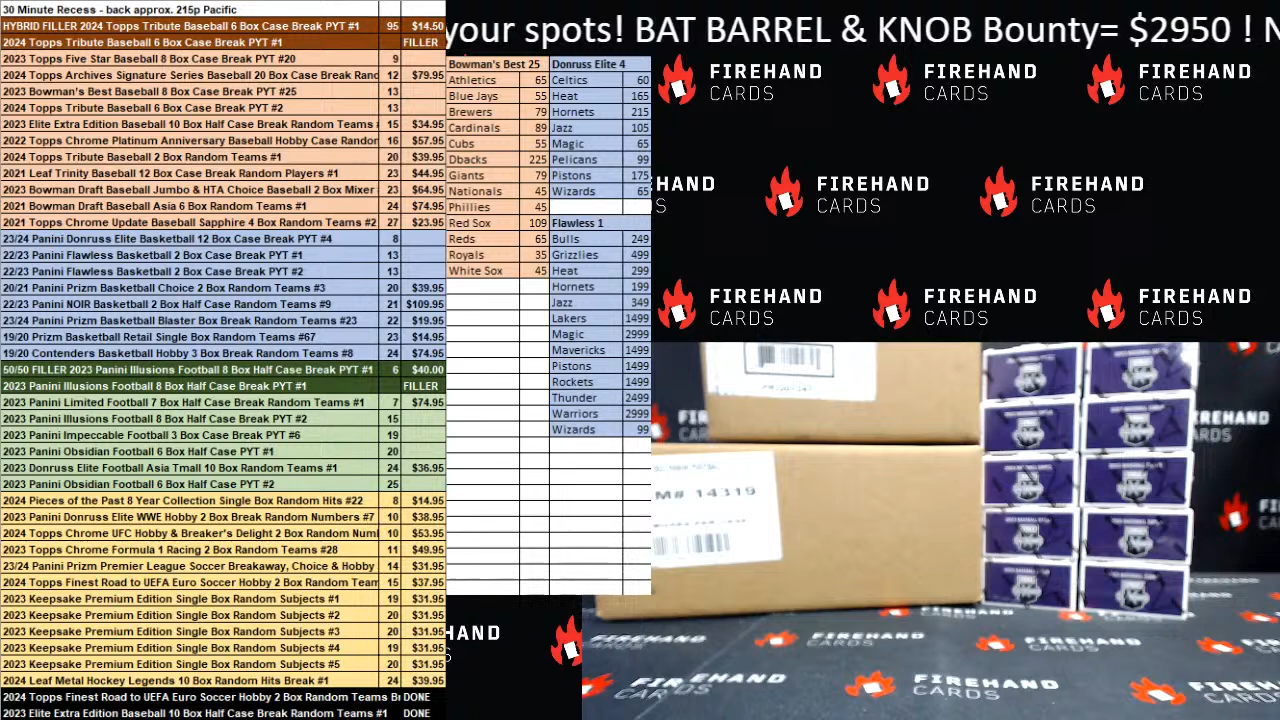 30 Minute Recess - back approx. 215p Pacific
HYBRID FILLER 2024 Topps Tribute Baseball 6 Box Case Break PYT #1 95 $14.50
2024 Topps Tribute Baseball 6 Box Case Break PYT #1 FILLER
2023 Topps Five Star Baseball 8 Box Case Break PYT #20 9
2024 Topps Archives Signature Series Baseball 20 Box Case Break Ranc 12 $79.95
2023 Bowman's Best Baseball 8 Box Case Break PYT #25 13
2024 Topps Tribute Baseball 6 Box Case Break PYT #2 13
2023 Elite Extra Edition Baseball 10 Box Half Case Break Random Teams 15 $34.95
2022 Topps Chrome Platinum Anniversary Baseball Hobby Case Randor 16 $57.95
2024 Topps Tribute Baseball 2 Box Random Teams #1 20 $39.95
2021 Leaf Trinity Baseball 12 Box Case Break Random Players #1 23 $44.95
2023 Bowman Draft Baseball Jumbo & HTA Choice Baseball 2 Box Mixer 23 $64.95
2021 Bowman Draft Baseball Asia 6 Box Random Teams #1 24 $74.95
2021 Topps Chrome Update Baseball Sapphire 4 Box Random Teams #2 27 $23.95
23/24 Panini Donruss Elite Basketball 12 Box Case Break PYT #4 8
22/23 Panini Flawless Basketball 2 Box Case Break PYT #1 13
22/23 Panini Flawless Basketball 2 Box Case Break PYT #2 13
20/21 Panini Prizm Basketball Choice 2 Box Random Teams #3 20 $39.95
22/23 Panini NOIR Basketball 2 Box Half Case Random Teams #9 21 $109.95
23/24 Panini Prizm Basketball Blaster Box Break Random Teams #23 22 $19.95
19/20 Prizm Basketball Retail Single Box Random Teams #67 23 $14.95
19/20 Contenders Basketball Hobby 3 Box Break Random Teams #8 24 $74.95
50/50 FILLER 2023 Panini Illusions Football 8 Box Half Case Break PYT #1 6 $40.00
2023 Panini Illusions Football 8 Box Half Case Break PYT #1 FILLER
2023 Panini Limited Football 7 Box Half Case Break Random Teams #1 7 $74.95
2023 Panini Illusions Football 8 Box Half Case Break PYT #2 15
2023 Panini Impeccable Football 3 Box Case Break PYT #6 19
2023 Panini Obsidian Football 6 Box Case Break PYT #1 20
2023 Donruss Elite Football Asia Tmall 10 Box Random Teams #1 24 $36.95
2023 Panini Obsidian Football 6 Box Half Case Break PYT #2 25
2024 Pieces of the Past 8 Year Collection Single Box Random Hits #22 8 $14.95
2023 Panini Donruss Elite WWE Hobby 2 Box Break Random Numbers #7 10 $38.95
2024 Topps Chrome UFC Hobby & Breaker's Delight 2 Box Random Numl 10 $53.95
2023 Topps Chrome Formula 1 Racing 2 Box Random Teams #28 11 $49.95
23/24 Panini Prizm Premier League Soccer Breakaway, Choice & Hobby 14 $31.95
2024 Topps Finest Road to UEFA Euro Soccer Hobby 2 Box Random Team 15 $37.95
2023 Keepsake Premium Edition Single Box Random Subjects #1 19 $31.95
2023 Keepsake Premium Edition Single Box Random Subjects #2 20 $31.95
2023 Keepsake Premium Edition Single Box Random Subjects #3 20 $31.95
2023 Keepsake Premium Edition Single Box Random Subjects #4 19 $31.95
2023 Keepsake Premium Edition Single Box Random Subjects #5 20 $31.95
2024 Leaf Metal Hockey Legends 10 Box Random Hits Break #1 24 $39.95
2024 Topps Finest Road to UEFA Euro Soccer Hobby 2 Box Random Teams Br DONE
2023 Elite Extra Edition Baseball 10 Box Half Case Break Random Teams #1 DONE
your spots! BAT BARREL & KNOB Bounty= $2950 ! N
Bowman's Best 25
Athletics 65
Blue Jays 55
Brewers 79
Cardinals 89
Cubs 55
Dbacks 225
Giants 79
Nationals 45
Phillies 45
Red Sox 109
Reds 65
Royals 35
White Sox 45
Donruss Elite 4
Celtics 60
Heat 165
Hornets 215
Jazz 105
Magic 65
Pelicans 99
Pistons 175
Wizards 65
Flawless 1
Bulls 249
Grizzlies 499
Heat 299
Hornets 199
Jazz 349
Lakers 1499
Magic 2999
Mavericks 1499
Pistons 1499
Rockets 1499
Thunder 2499
Warriors 2999
Wizards 99
FIREHAND CARDS
FIREHAND CARDS
FIREHAND CARDS
HAND S
FIREHAND CARDS
FIREHAND CARDS
FIREHAND CARDS
FIREHAND CARDS
FIREHAND CARDS
M# 14319
FIREHAND CARDS
HAND
FIREHAND CARDS
FIREHAND CARDS
FIREHAND CARDS
FIREHAND CARDS